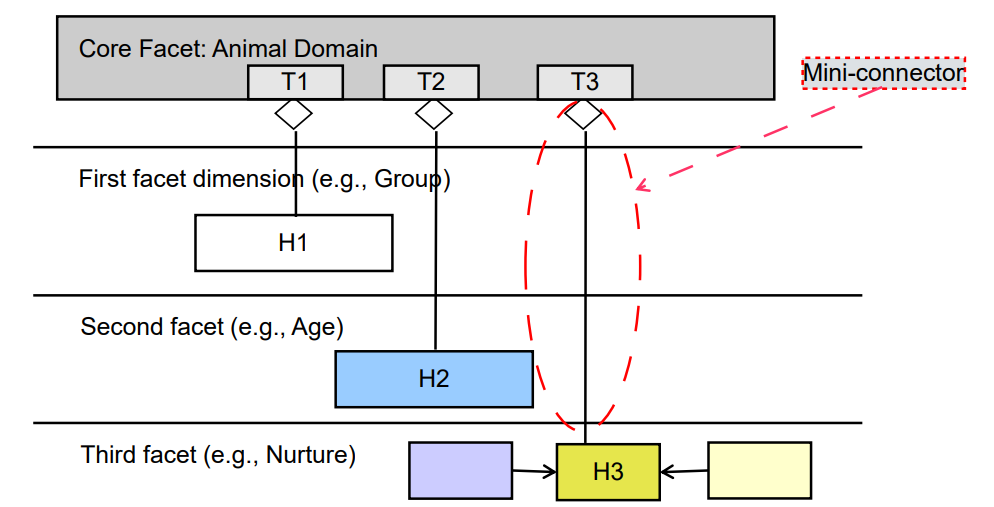 Core Facet: Animal Domain
T1
T2
T3
Mini-connector
First facet dimension (e.g., Group)
H1
Second facet (e.g., Age)
H2
Third facet (e.g., Nurture)
H3